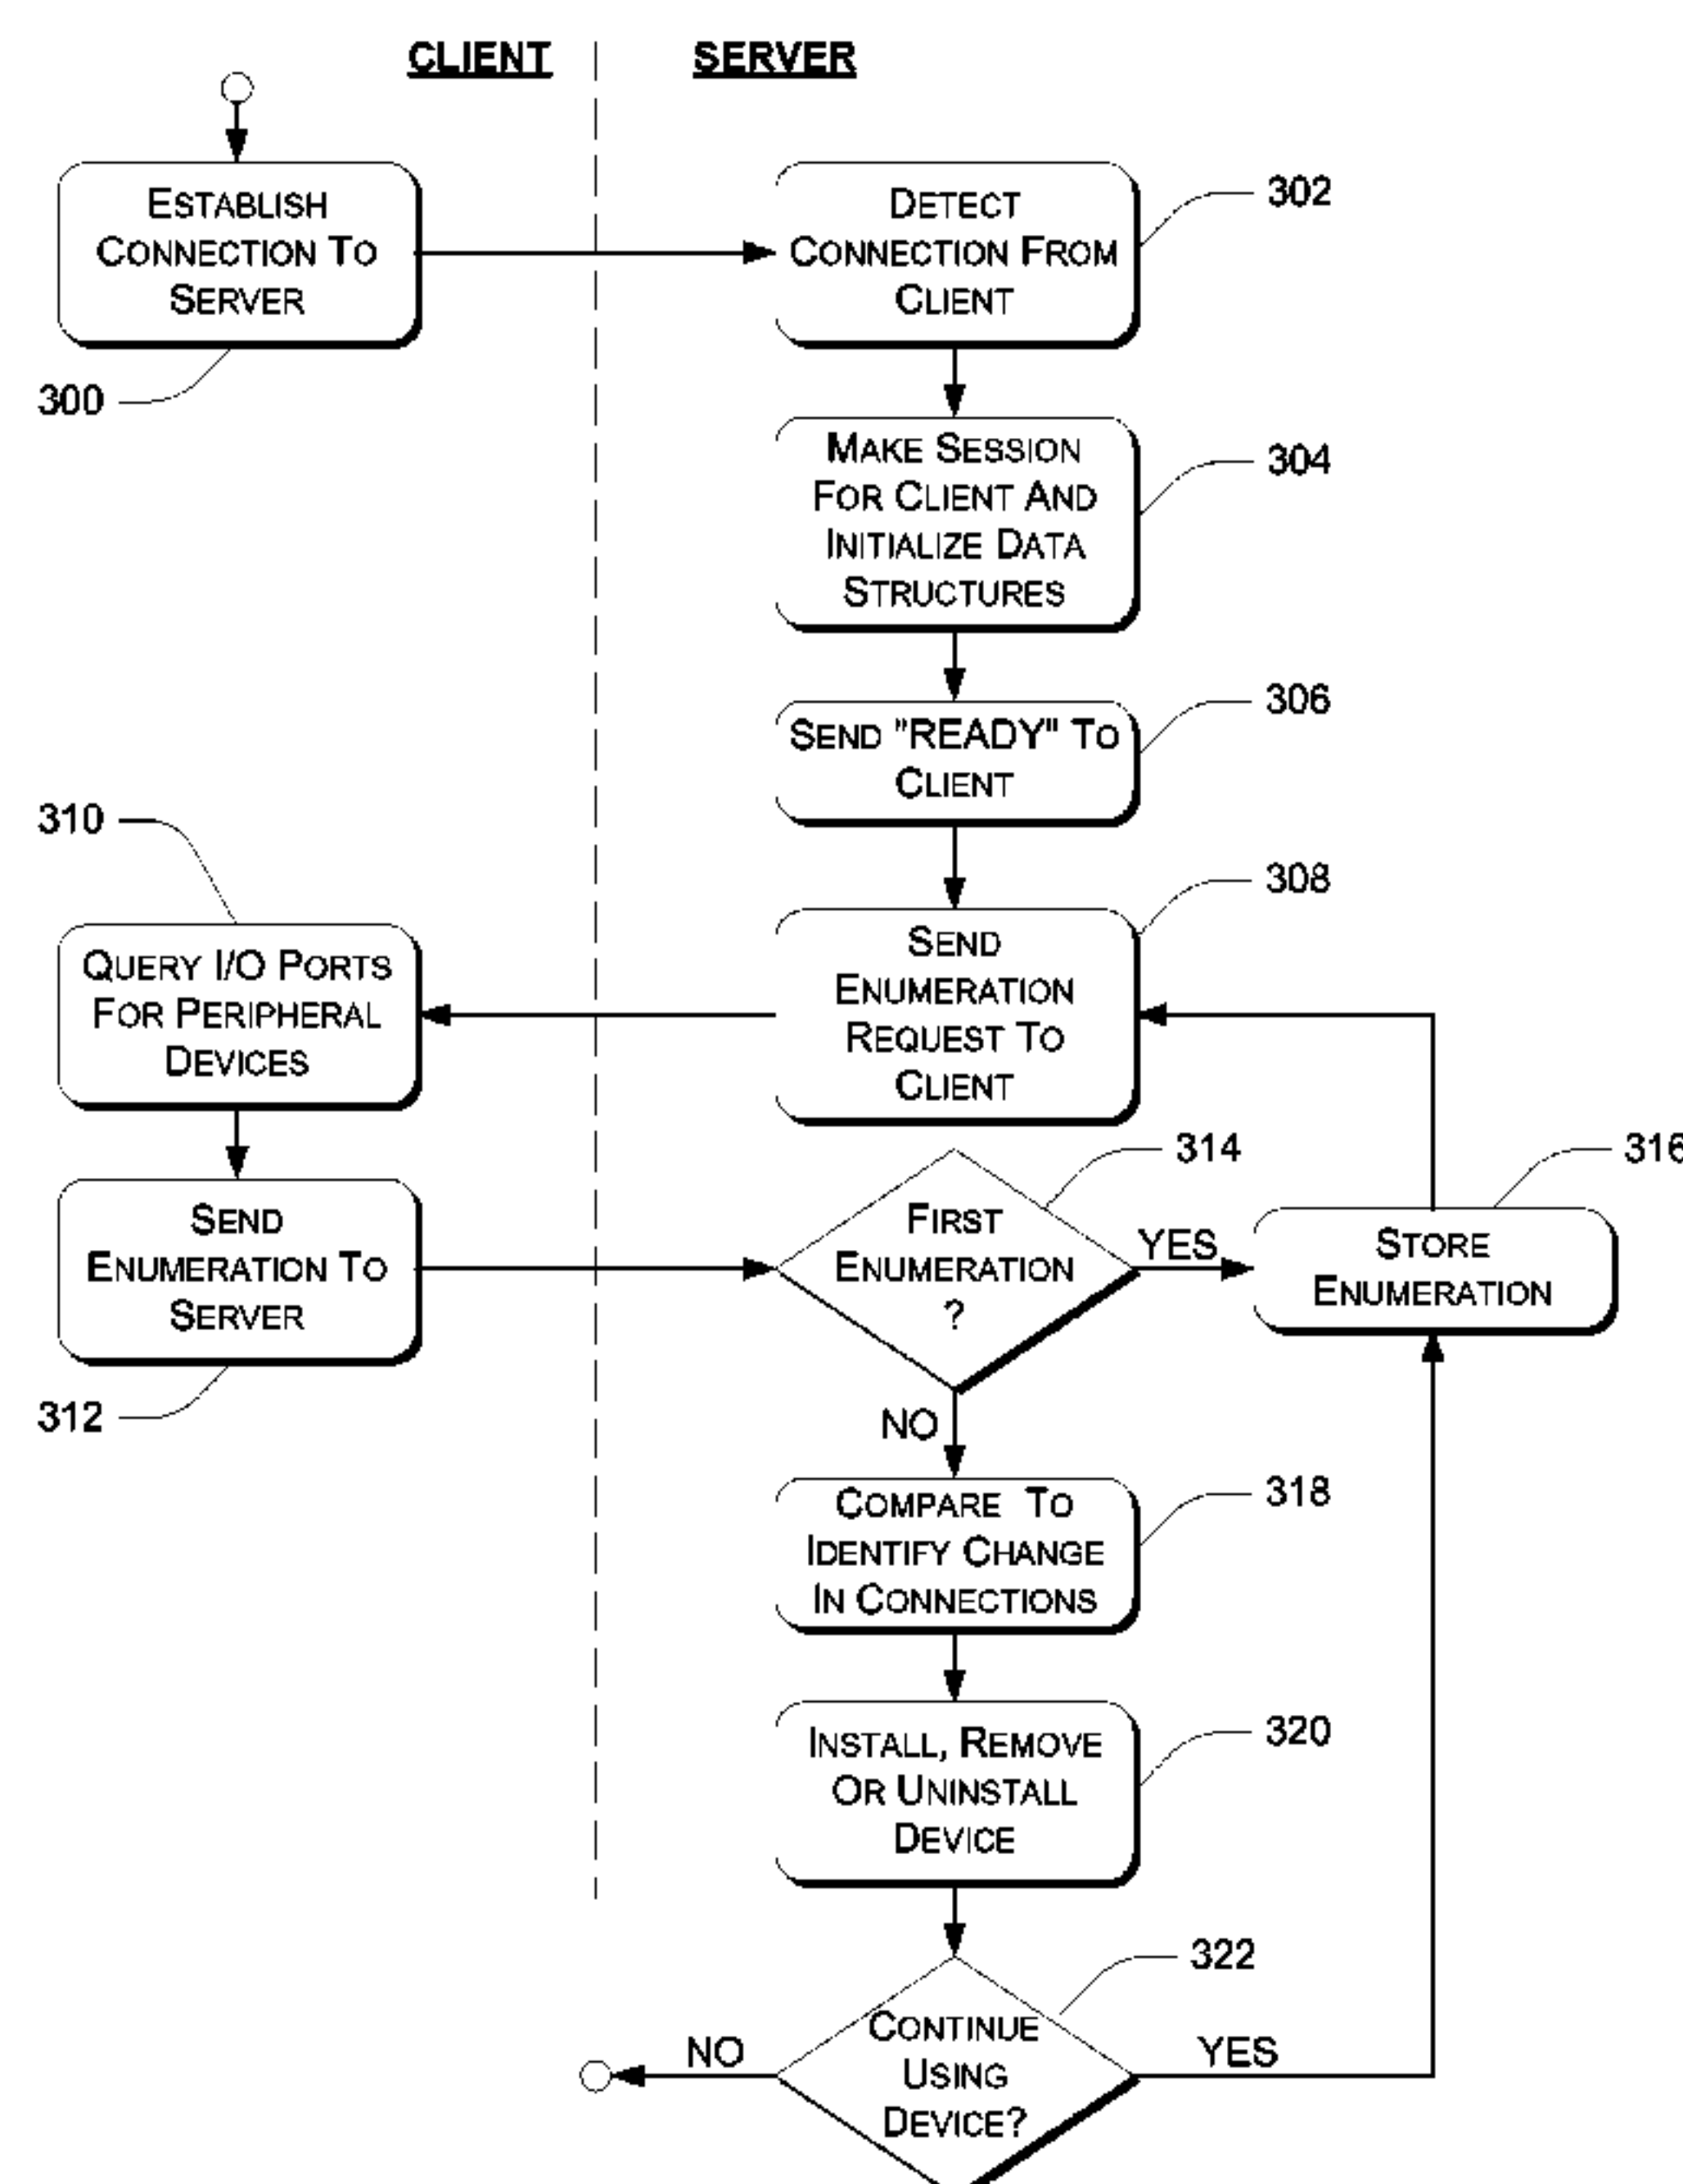 CLIENT
SERVER
ESTABLISH
CONNECTION TO
SERVER
300
DETECT
CONNECTION FROM
CLIENT
302
MAKE SESSION
FOR CLIENT AND
INITIALIZE DATA
STRUCTURES
304
SEND "READY" TO
CLIENT
306
SEND
ENUMERATION
REQUEST TO
CLIENT
308
310
QUERY I/O PORTS
FOR PERIPHERAL
DEVICES
SEND
ENUMERATION TO
SERVER
312
FIRST
ENUMERATION
?
314
YES
STORE
ENUMERATION
316
NO
COMPARE TO
IDENTIFY CHANGE
IN CONNECTIONS
318
INSTALL, REMOVE
OR UNINSTALL
DEVICE
320
CONTINUE
USING
DEVICE?
322
NO
YES